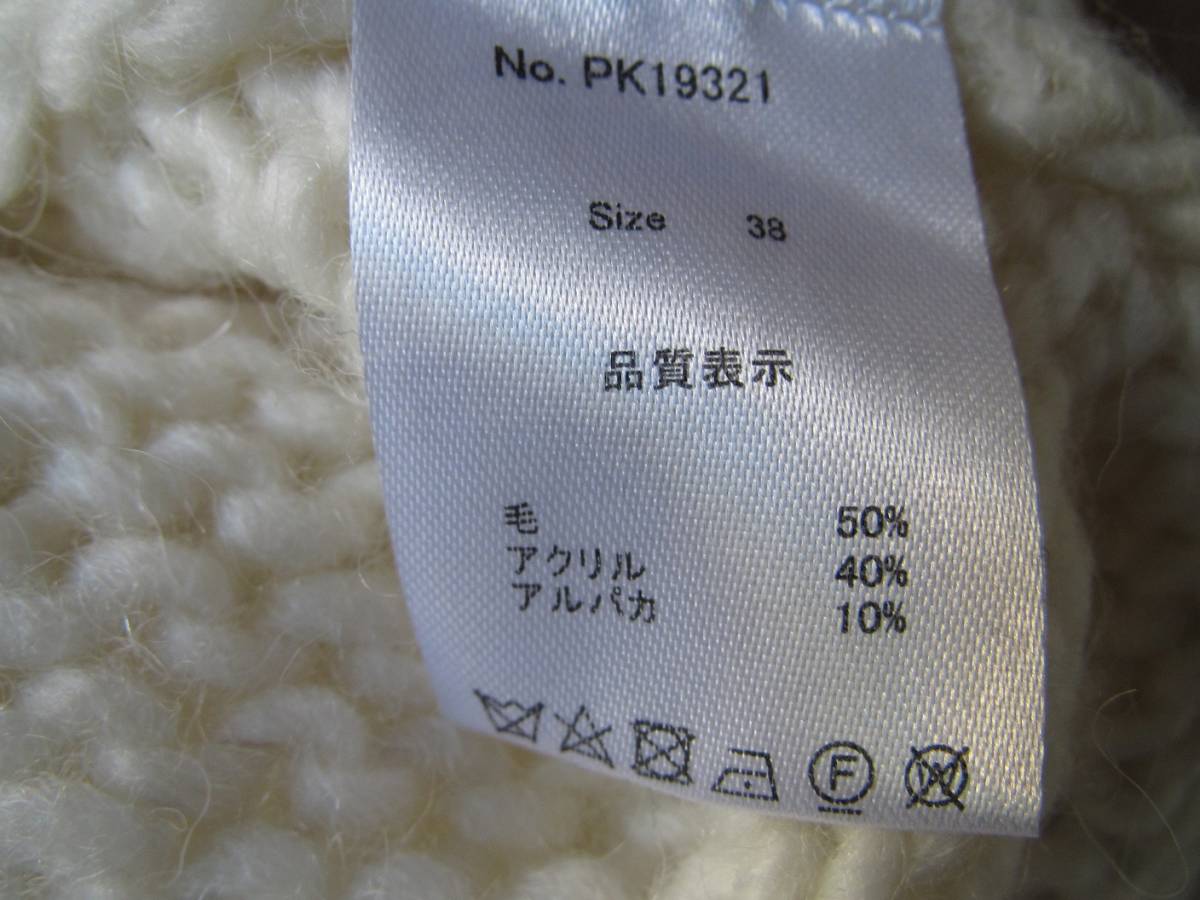 No. PK19321
Size 38
品質表示
毛 50%
アクリル 40%
アルパカ 10%
F W